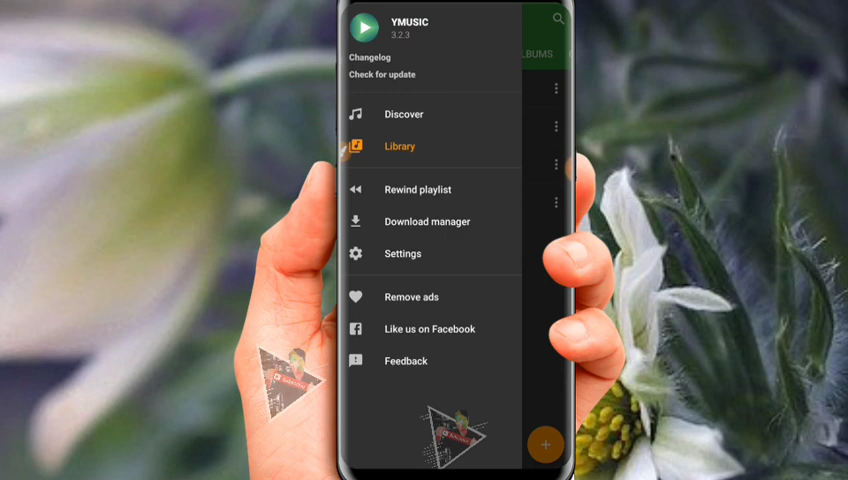 YMUSIC
3.2.3
Changelog
Check for update
LBUMS
Discover
Library
Rewind playlist
Download manager
Settings
Remove ads
Like us on Facebook
Feedback